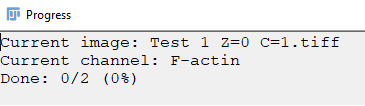 Progress
Current image: Test 1 Z=0 C=1.tiff
Current channel: F-actin
Done: 0/2 (0%)